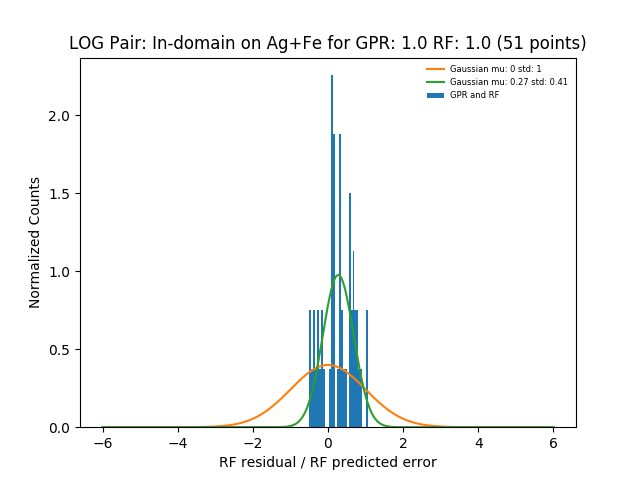 LOG Pair: In-domain on Ag+Fe for GPR: 1.0 RF: 1.0 (51 points)
Gaussian mu: 0 std: 1
Gaussian mu: 0.27 std: 0.41
GPR and RF
Normalized Counts
2.0
1.5
1.0
0.5
0.0
−6
−4
−2
0
2
4
6
RF residual / RF predicted error